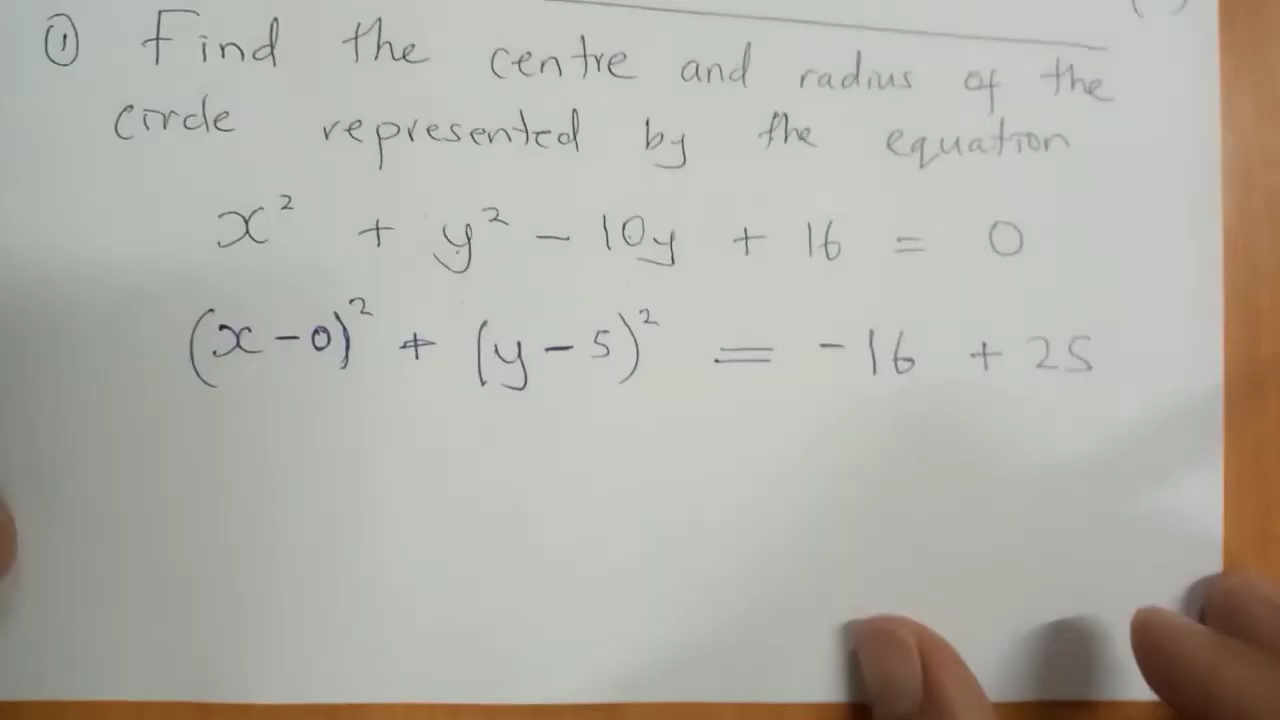 ① Find the centre and radius of the
circle represented by the equation
x² + y² - 10y + 16 = 0
(x - 0)² + (y - 5)² = -16 + 25